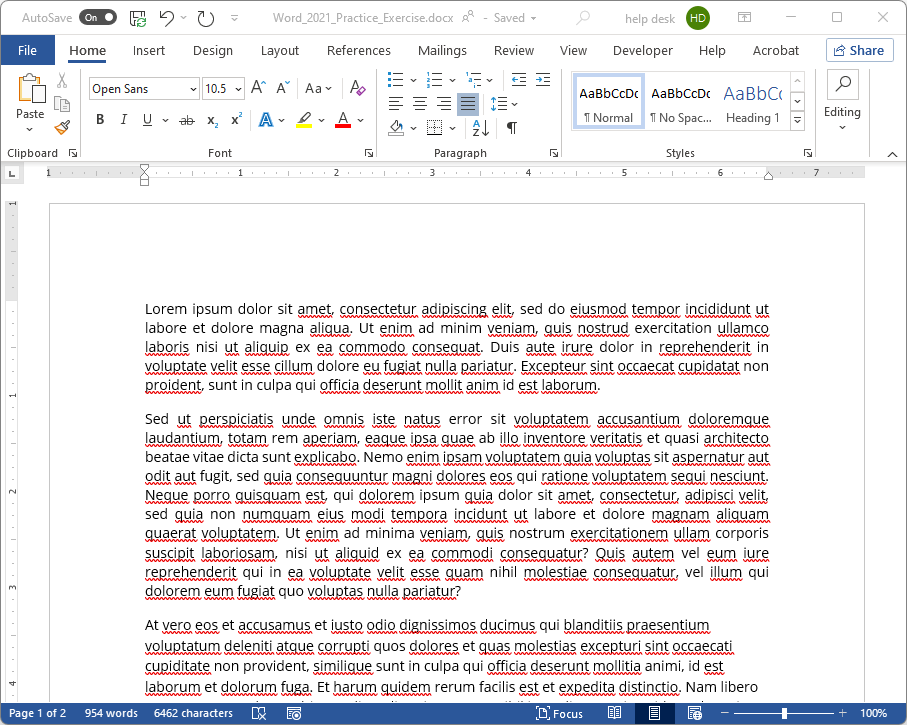 AutoSave On Word_2021_Practice_Exercise.docx - Saved help desk HD
File Home Insert Design Layout References Mailings Review View Developer Help Acrobat Share
Paste Open Sans 10.5 A A Aa A AaBbCcDc AaBbCcDc AaBbCc Editing
B I U ab x2 x2 A A ¶ Normal ¶ No Spac... Heading 1
Clipboard Font Paragraph Styles
1 1 2 3 4 5 6 7
1
1
2
3
4
Lorem ipsum dolor sit amet, consectetur adipiscing elit, sed do eiusmod tempor incididunt ut
labore et dolore magna aliqua. Ut enim ad minim veniam, quis nostrud exercitation ullamco
laboris nisi ut aliquip ex ea commodo consequat. Duis aute irure dolor in reprehenderit in
voluptate velit esse cillum dolore eu fugiat nulla pariatur. Excepteur sint occaecat cupidatat non
proident, sunt in culpa qui officia deserunt mollit anim id est laborum.
Sed ut perspiciatis unde omnis iste natus error sit voluptatem accusantium doloremque
laudantium, totam rem aperiam, eaque ipsa quae ab illo inventore veritatis et quasi architecto
beatae vitae dicta sunt explicabo. Nemo enim ipsam voluptatem quia voluptas sit aspernatur aut
odit aut fugit, sed quia consequuntur magni dolores eos qui ratione voluptatem sequi nesciunt.
Neque porro quisquam est, qui dolorem ipsum quia dolor sit amet, consectetur, adipisci velit,
sed quia non numquam eius modi tempora incidunt ut labore et dolore magnam aliquam
quaerat voluptatem. Ut enim ad minima veniam, quis nostrum exercitationem ullam corporis
suscipit laboriosam, nisi ut aliquid ex ea commodi consequatur? Quis autem vel eum iure
reprehenderit qui in ea voluptate velit esse quam nihil molestiae consequatur, vel illum qui
dolorem eum fugiat quo voluptas nulla pariatur?
At vero eos et accusamus et iusto odio dignissimos ducimus qui blanditiis praesentium
voluptatum deleniti atque corrupti quos dolores et quas molestias excepturi sint occaecati
cupiditate non provident, similique sunt in culpa qui officia deserunt mollitia animi, id est
laborum et dolorum fuga. Et harum quidem rerum facilis est et expedita distinctio. Nam libero
Page 1 of 2 954 words 6462 characters Focus 100%